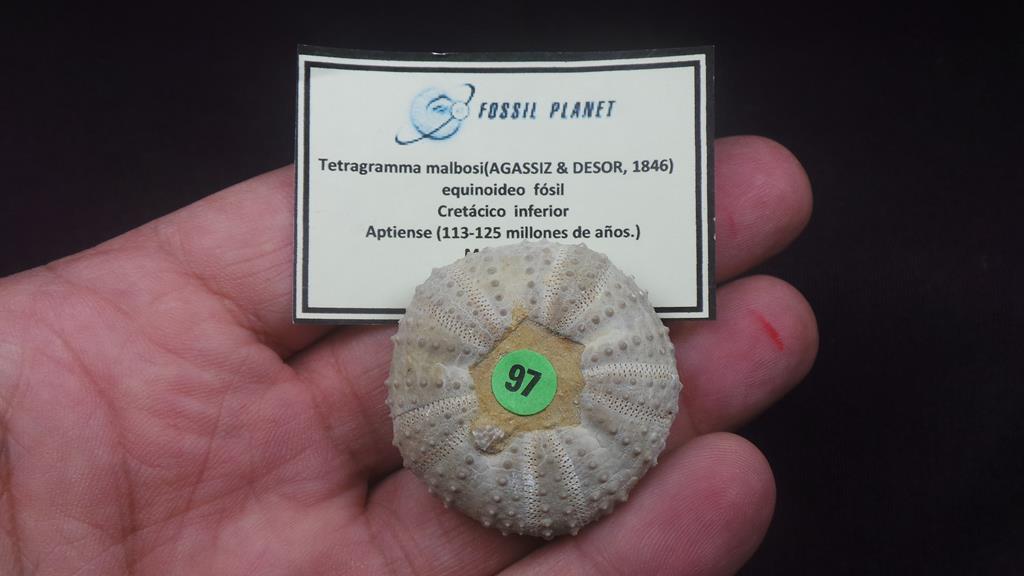 FOSSIL PLANET
Tetragramma malbosi(AGASSIZ & DESOR, 1846)
equinoideo fósil
Cretácico inferior
Aptiense (113-125 millones de años.)
97